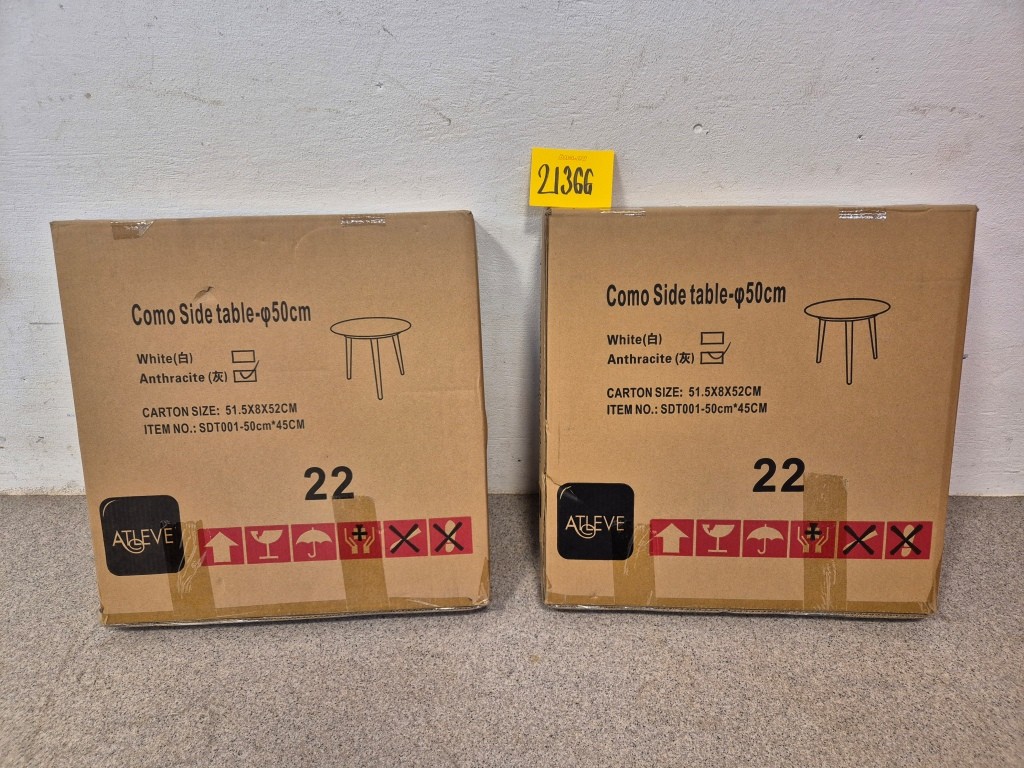 21366
Como Side table-φ50cm
White(白)
Anthracite (灰)
CARTON SIZE: 51.5X8X52CM
ITEM NO.: SDT001-50cm*45CM
22
ATLEVE
Como Side table-φ50cm
White(白)
Anthracite (灰)
CARTON SIZE: 51.5X8X52CM
ITEM NO.: SDT001-50cm*45CM
22
ATLEVE